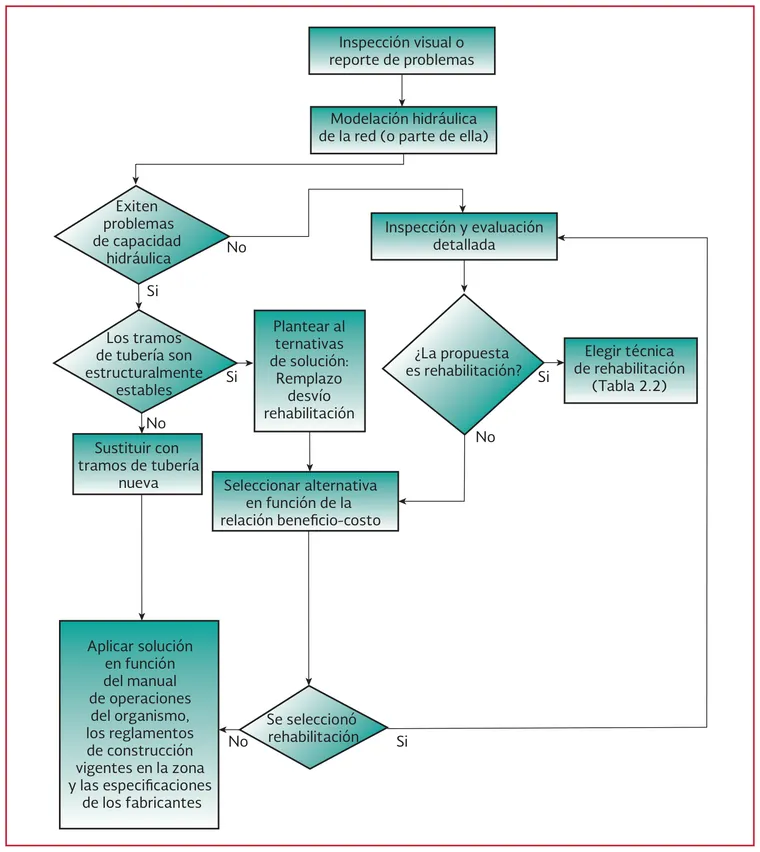 Inspección visual o
reporte de problemas
Modelación hidráulica
de la red (o parte de ella)
Exiten
problemas
de capacidad
hidráulica
No
Si
Inspección y evaluación
detallada
Los tramos
de tubería son
estructuralmente
estables
Si
No
Plantear al
ternativas
de solución:
Remplazo
desvío
rehabilitación
¿La propuesta
es rehabilitación?
Si
No
Elegir técnica
de rehabilitación
(Tabla 2.2)
Sustituir con
tramos de tubería
nueva
Seleccionar alternativa
en función de la
relación beneficio-costo
Aplicar solución
en función
del manual
de operaciones
del organismo,
los reglamentos
de construcción
vigentes en la zona
y las especificaciones
de los fabricantes
Se seleccionó
rehabilitación
No
Si